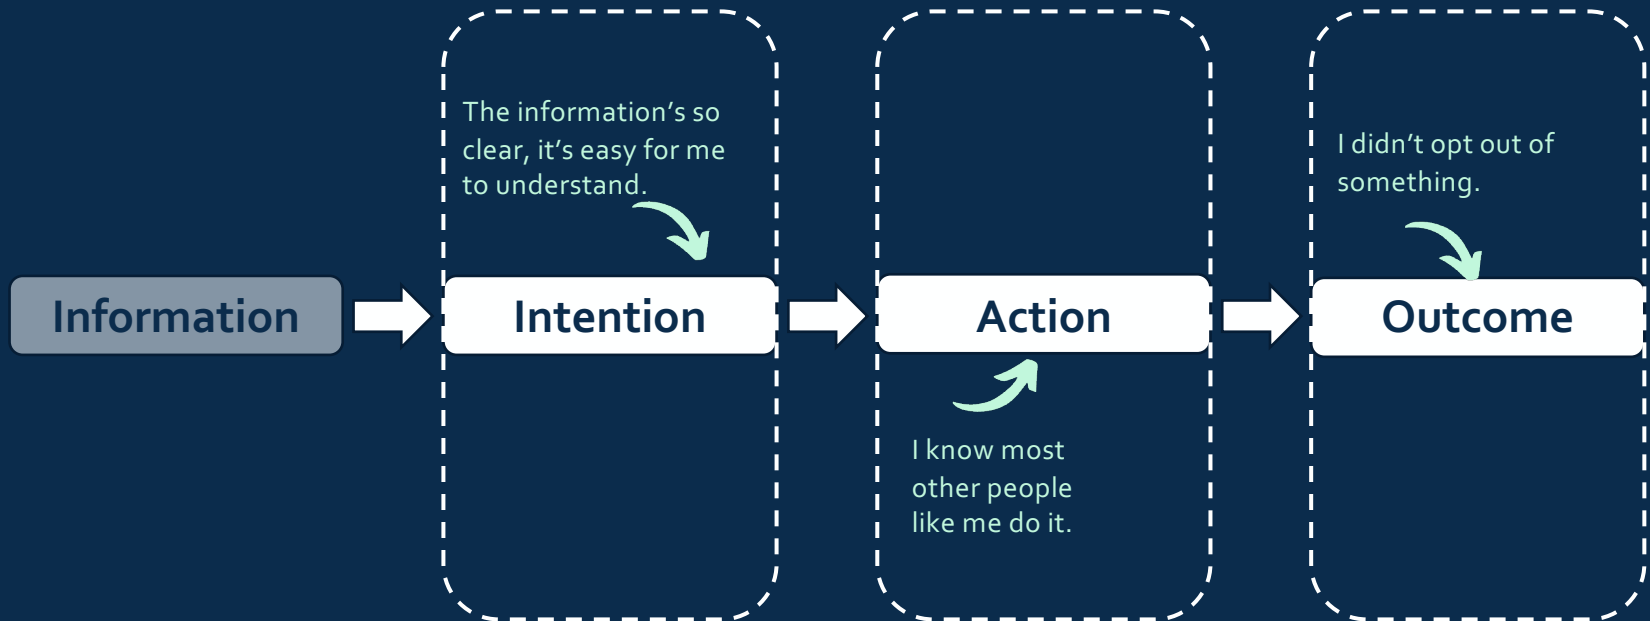 The information’s so
clear, it’s easy for me
to understand.
I didn’t opt out of
something.
Information
Intention
Action
Outcome
I know most
other people
like me do it.